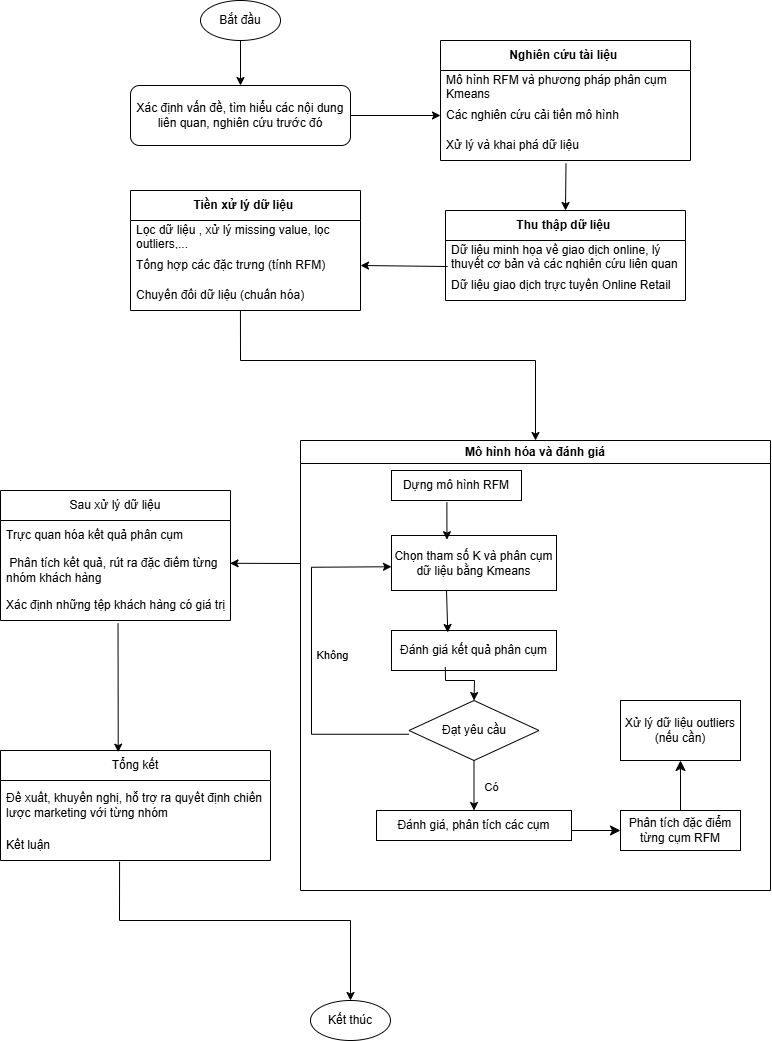 Bắt đầu
Xác định vấn đề, tìm hiểu các nội dung
liên quan, nghiên cứu trước đó
Nghiên cứu tài liệu
Mô hình RFM và phương pháp phân cụm
Kmeans
Các nghiên cứu cải tiến mô hình
Xử lý và khai phá dữ liệu
Thu thập dữ liệu
Dữ liệu minh họa về giao dịch online, lý
thuyết cơ bản và các nghiên cứu liên quan
Dữ liệu giao dịch trực tuyến Online Retail
Tiền xử lý dữ liệu
Lọc dữ liệu , xử lý missing value, lọc
outliers,...
Tổng hợp các đặc trưng (tính RFM)
Chuyển đổi dữ liệu (chuẩn hóa)
Mô hình hóa và đánh giá
Dựng mô hình RFM
Chọn tham số K và phân cụm
dữ liệu bằng Kmeans
Đánh giá kết quả phân cụm
Không
Đạt yêu cầu
Có
Đánh giá, phân tích các cụm
Phân tích đặc điểm
từng cụm RFM
Xử lý dữ liệu outliers
(nếu cần)
Sau xử lý dữ liệu
Trực quan hóa kết quả phân cụm
Phân tích kết quả, rút ra đặc điểm từng
nhóm khách hàng
Xác định những tệp khách hàng có giá trị
Tổng kết
Đề xuất, khuyến nghị, hỗ trợ ra quyết định chiến
lược marketing với từng nhóm
Kết luận
Kết thúc